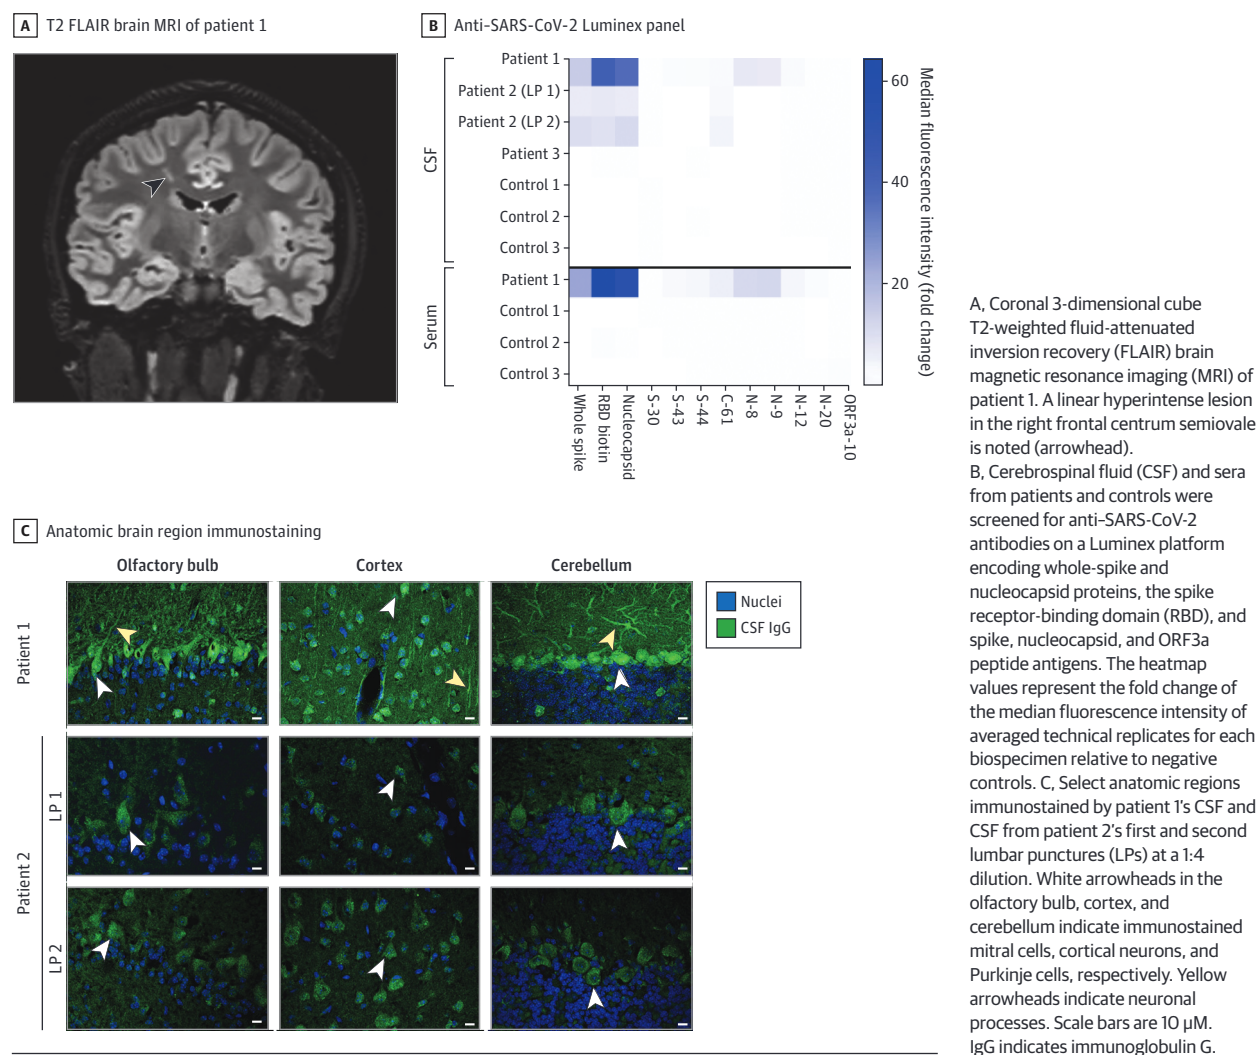 A T2 FLAIR brain MRI of patient 1
B Anti–SARS-CoV-2 Luminex panel
CSF
Patient 1
Patient 2 (LP 1)
Patient 2 (LP 2)
Patient 3
Control 1
Control 2
Control 3
Serum
Patient 1
Control 1
Control 2
Control 3
Whole spike
RBD biotin
Nucleocapsid
S-30
S-43
S-44
C-61
N-8
N-9
N-12
N-20
ORF3a-10
60
40
20
Median fluorescence intensity (fold change)
C Anatomic brain region immunostaining
Olfactory bulb
Cortex
Cerebellum
Patient 1
Patient 2
LP 1
LP 2
Nuclei
CSF IgG
A, Coronal 3-dimensional cube
T2-weighted fluid-attenuated
inversion recovery (FLAIR) brain
magnetic resonance imaging (MRI) of
patient 1. A linear hyperintense lesion
in the right frontal centrum semiovale
is noted (arrowhead).
B, Cerebrospinal fluid (CSF) and sera
from patients and controls were
screened for anti–SARS-CoV-2
antibodies on a Luminex platform
encoding whole-spike and
nucleocapsid proteins, the spike
receptor-binding domain (RBD), and
spike, nucleocapsid, and ORF3a
peptide antigens. The heatmap
values represent the fold change of
the median fluorescence intensity of
averaged technical replicates for each
biospecimen relative to negative
controls. C, Select anatomic regions
immunostained by patient 1's CSF and
CSF from patient 2's first and second
lumbar punctures (LPs) at a 1:4
dilution. White arrowheads in the
olfactory bulb, cortex, and
cerebellum indicate immunostained
mitral cells, cortical neurons, and
Purkinje cells, respectively. Yellow
arrowheads indicate neuronal
processes. Scale bars are 10 μM.
IgG indicates immunoglobulin G.